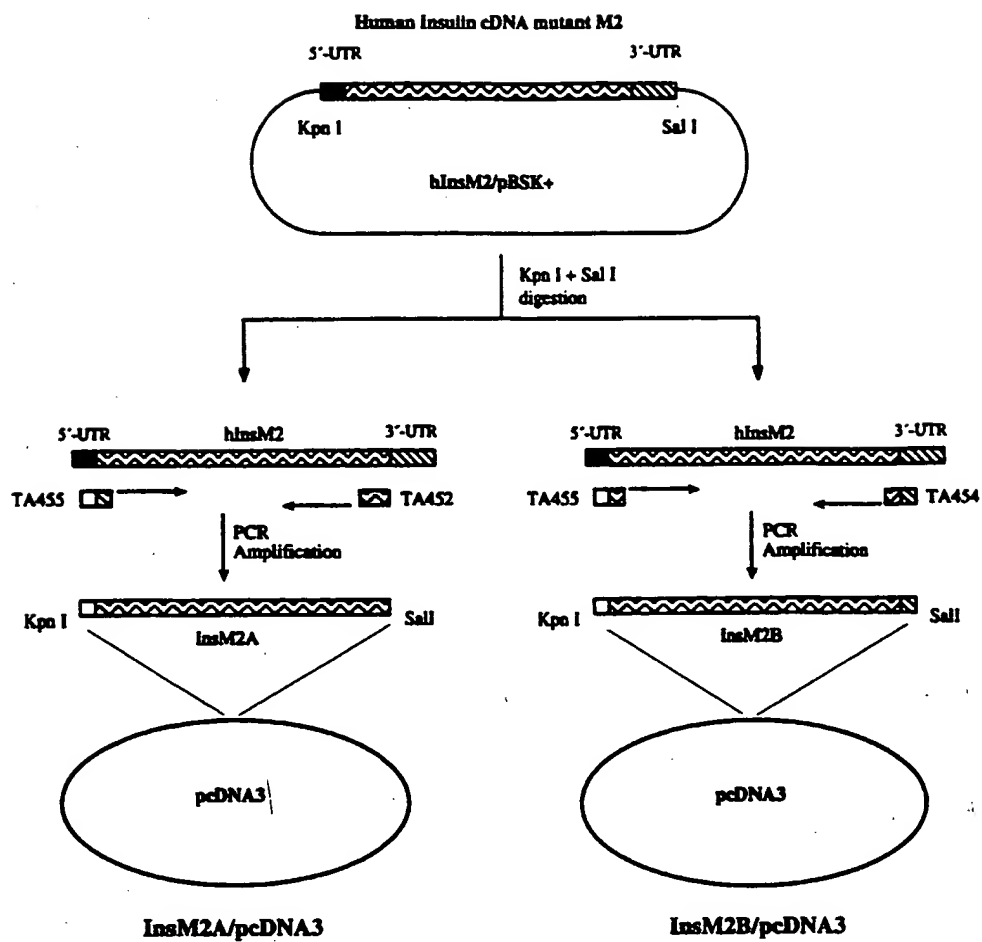 Human Insulin cDNA mutant M2
5´-UTR
3´-UTR
Kpn I
Sal I
hInsM2/pBSK+
Kpn I + Sal I
digestion
5´-UTR
hInsM2
3´-UTR
5´-UTR
hInsM2
3´-UTR
TA455
TA452
TA455
TA454
PCR
Amplification
PCR
Amplification
Kpn I
SalI
InsM2A
Kpn I
SalI
InsM2B
pcDNA3
pcDNA3
InsM2A/pcDNA3
InsM2B/pcDNA3